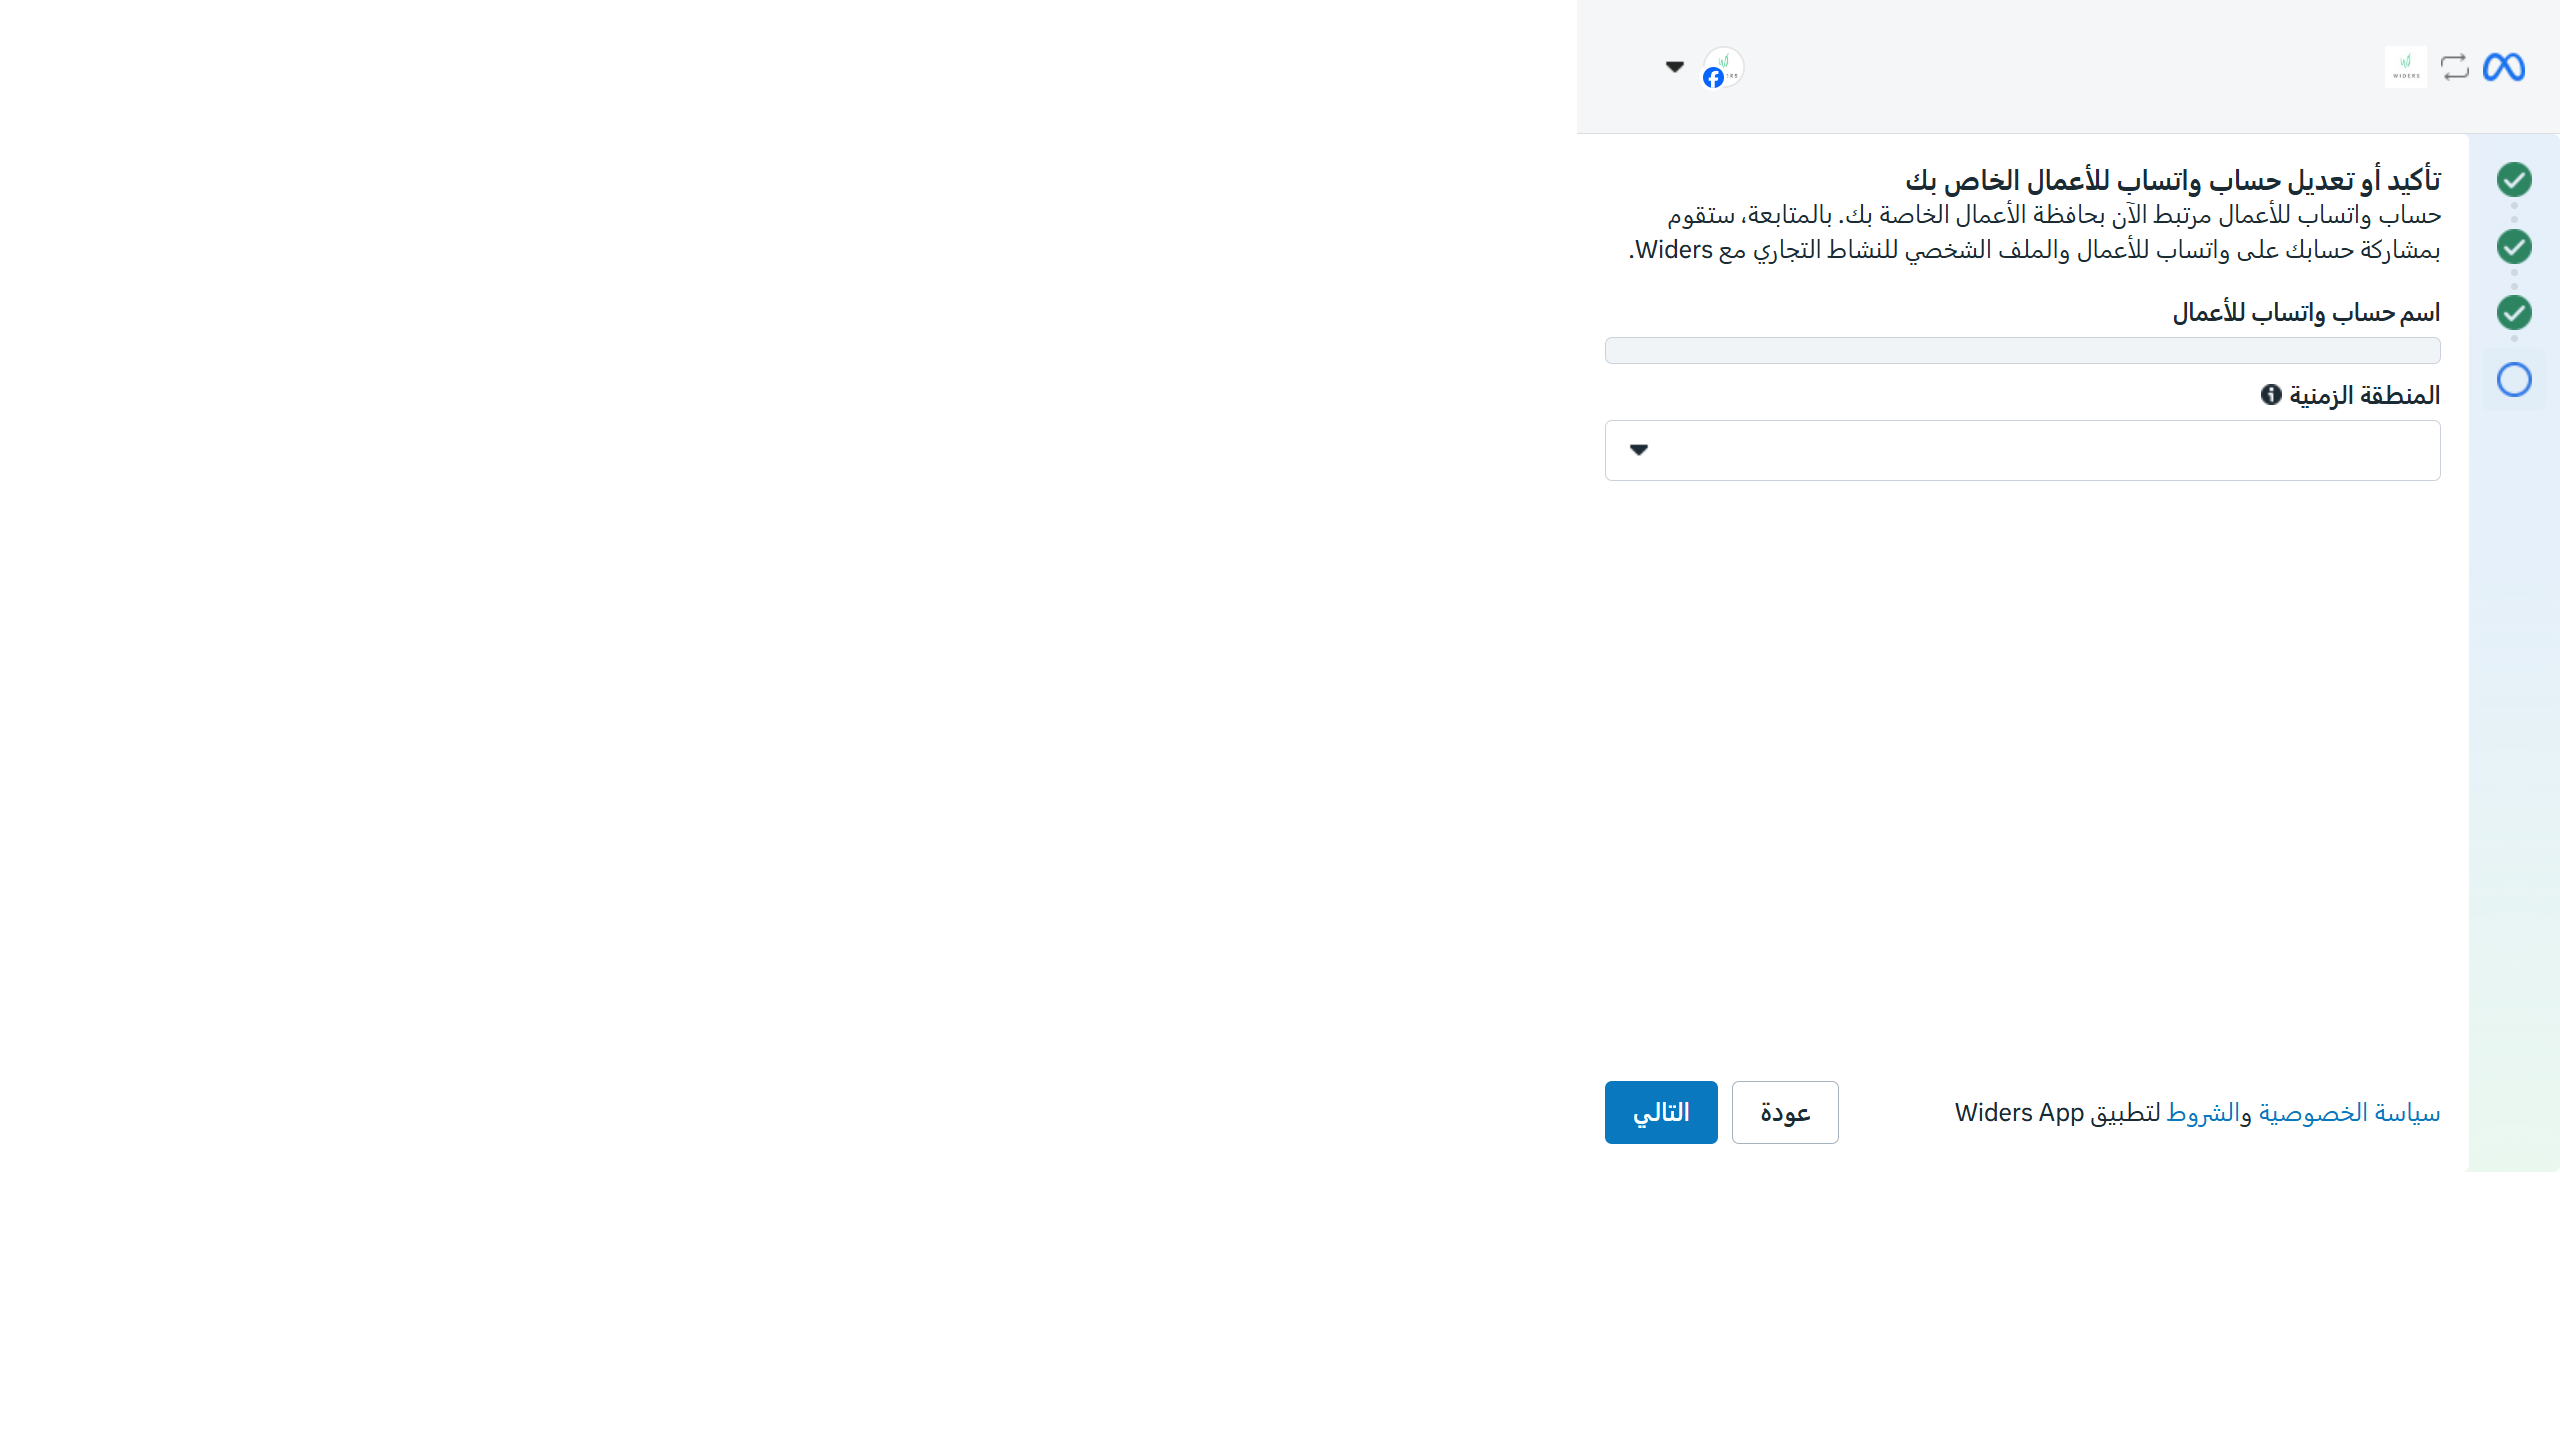 WIDERS
تأكيد أو تعديل حساب واتساب للأعمال الخاص بك
حساب واتساب للأعمال مرتبط الآن بحافظة الأعمال الخاصة بك. بالمتابعة، ستقوم
بمشاركة حسابك على واتساب للأعمال والملف الشخصي للنشاط التجاري مع Widers.
اسم حساب واتساب للأعمال
المنطقة الزمنية
سياسة الخصوصية والشروط لتطبيق Widers App
عودة
التالي